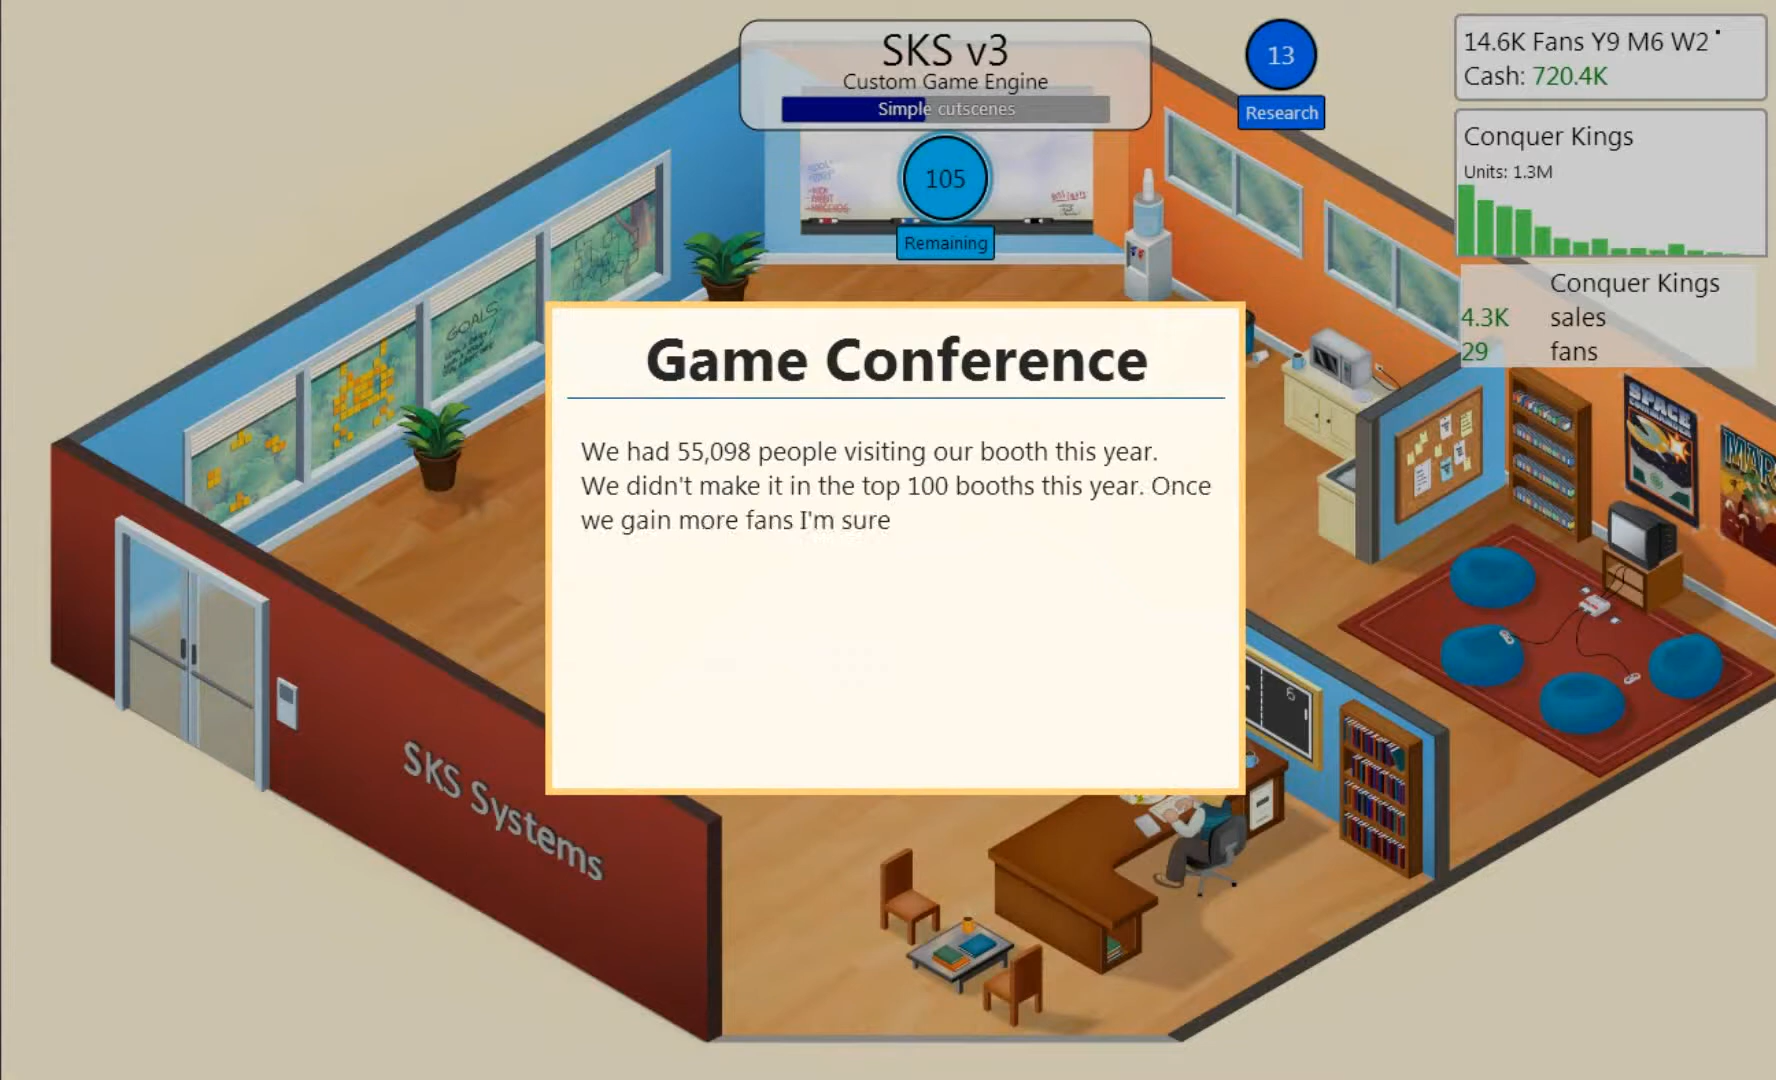 SKS v3
Custom Game Engine
Simple cutscenes
105
Remaining
13
Research
14.6K Fans Y9 M6 W2
Cash: 720.4K
Conquer Kings
Units: 1.3M
Conquer Kings
4.3K sales
29 fans
Game Conference
We had 55,098 people visiting our booth this year.
We didn't make it in the top 100 booths this year. Once
we gain more fans I'm sure
GOALS
SPACE
6
SKS Systems